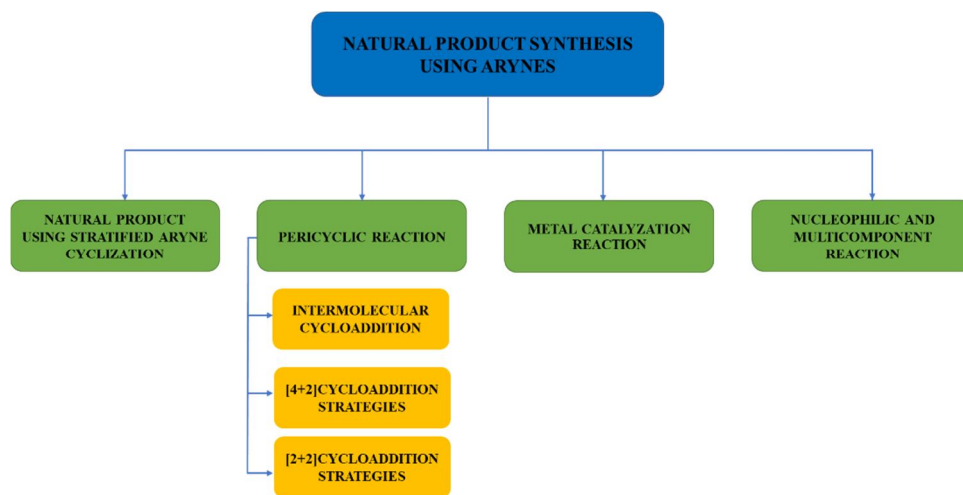 NATURAL PRODUCT SYNTHESIS
USING ARYNES
NATURAL PRODUCT
USING STRATIFIED ARYNE
CYCLIZATION
PERICYCLIC REACTION
METAL CATALYZATION
REACTION
NUCLEOPHILIC AND
MULTICOMPONENT
REACTION
INTERMOLECULAR
CYCLOADDITION
[4+2]CYCLOADDITION
STRATEGIES
[2+2]CYCLOADDITION
STRATEGIES